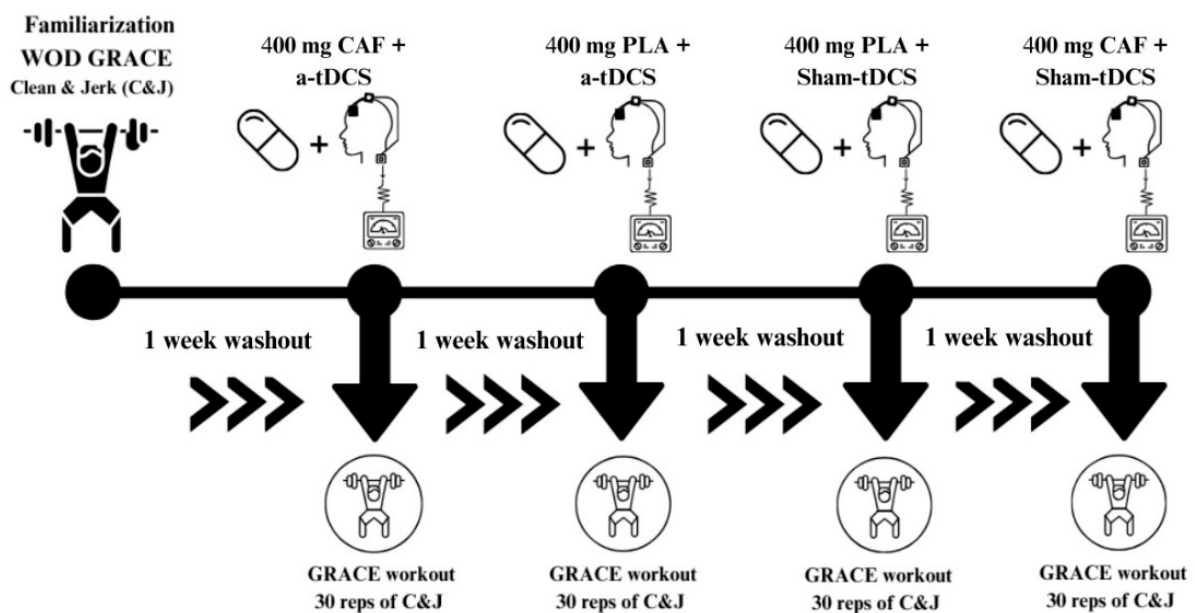 Familiarization
WOD GRACE
Clean & Jerk (C&J)
400 mg CAF +
a-tDCS
400 mg PLA +
a-tDCS
400 mg PLA +
Sham-tDCS
400 mg CAF +
Sham-tDCS
+
+
+
+
1 week washout
1 week washout
1 week washout
1 week washout
GRACE workout
30 reps of C&J
GRACE workout
30 reps of C&J
GRACE workout
30 reps of C&J
GRACE workout
30 reps of C&J